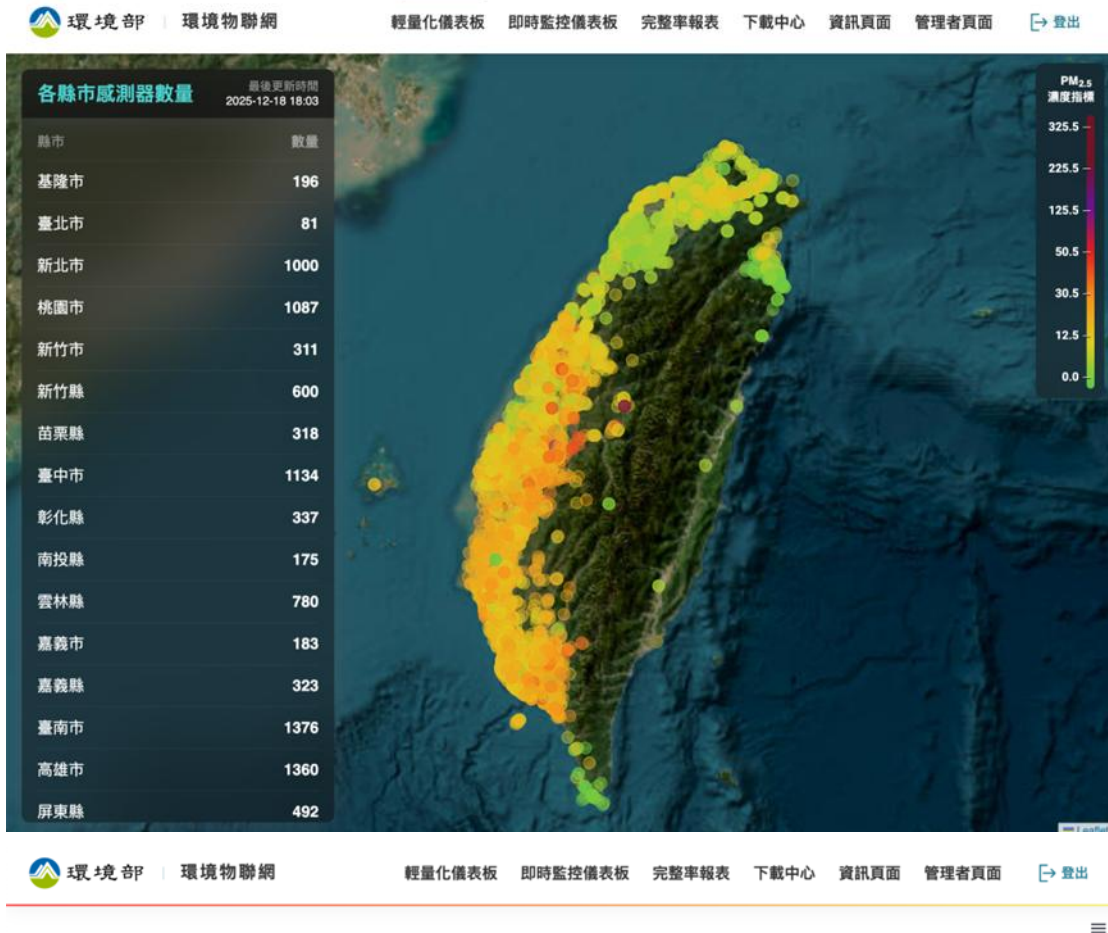 環境部 環境物聯網 輕量化儀表板 即時監控儀表板 完整率報表 下載中心 資訊頁面 管理者頁面 登出
各縣市感測器數量 最後更新時間
2025-12-18 18:03
縣市 數量
基隆市 196
臺北市 81
新北市 1000
桃園市 1087
新竹市 311
新竹縣 600
苗栗縣 318
臺中市 1134
彰化縣 337
南投縣 175
雲林縣 780
嘉義市 183
嘉義縣 323
臺南市 1376
高雄市 1360
屏東縣 492
PM2.5
濃度指標
325.5
225.5
125.5
50.5
30.5
12.5
0.0
Leaflet
環境部 環境物聯網 輕量化儀表板 即時監控儀表板 完整率報表 下載中心 資訊頁面 管理者頁面 登出